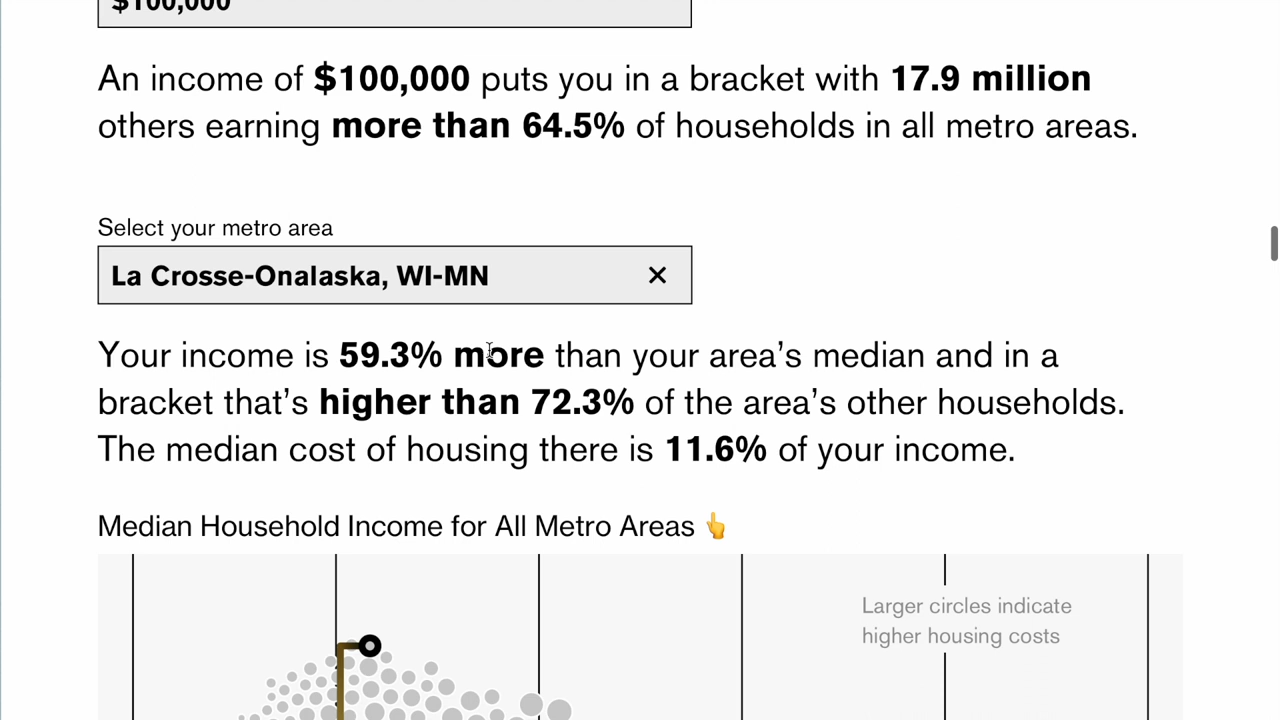 $100,000
An income of $100,000 puts you in a bracket with 17.9 million
others earning more than 64.5% of households in all metro areas.
Select your metro area
La Crosse-Onalaska, WI-MN ✕
Your income is 59.3% more than your area’s median and in a
bracket that’s higher than 72.3% of the area’s other households.
The median cost of housing there is 11.6% of your income.
Median Household Income for All Metro Areas 👆
Larger circles indicate
higher housing costs